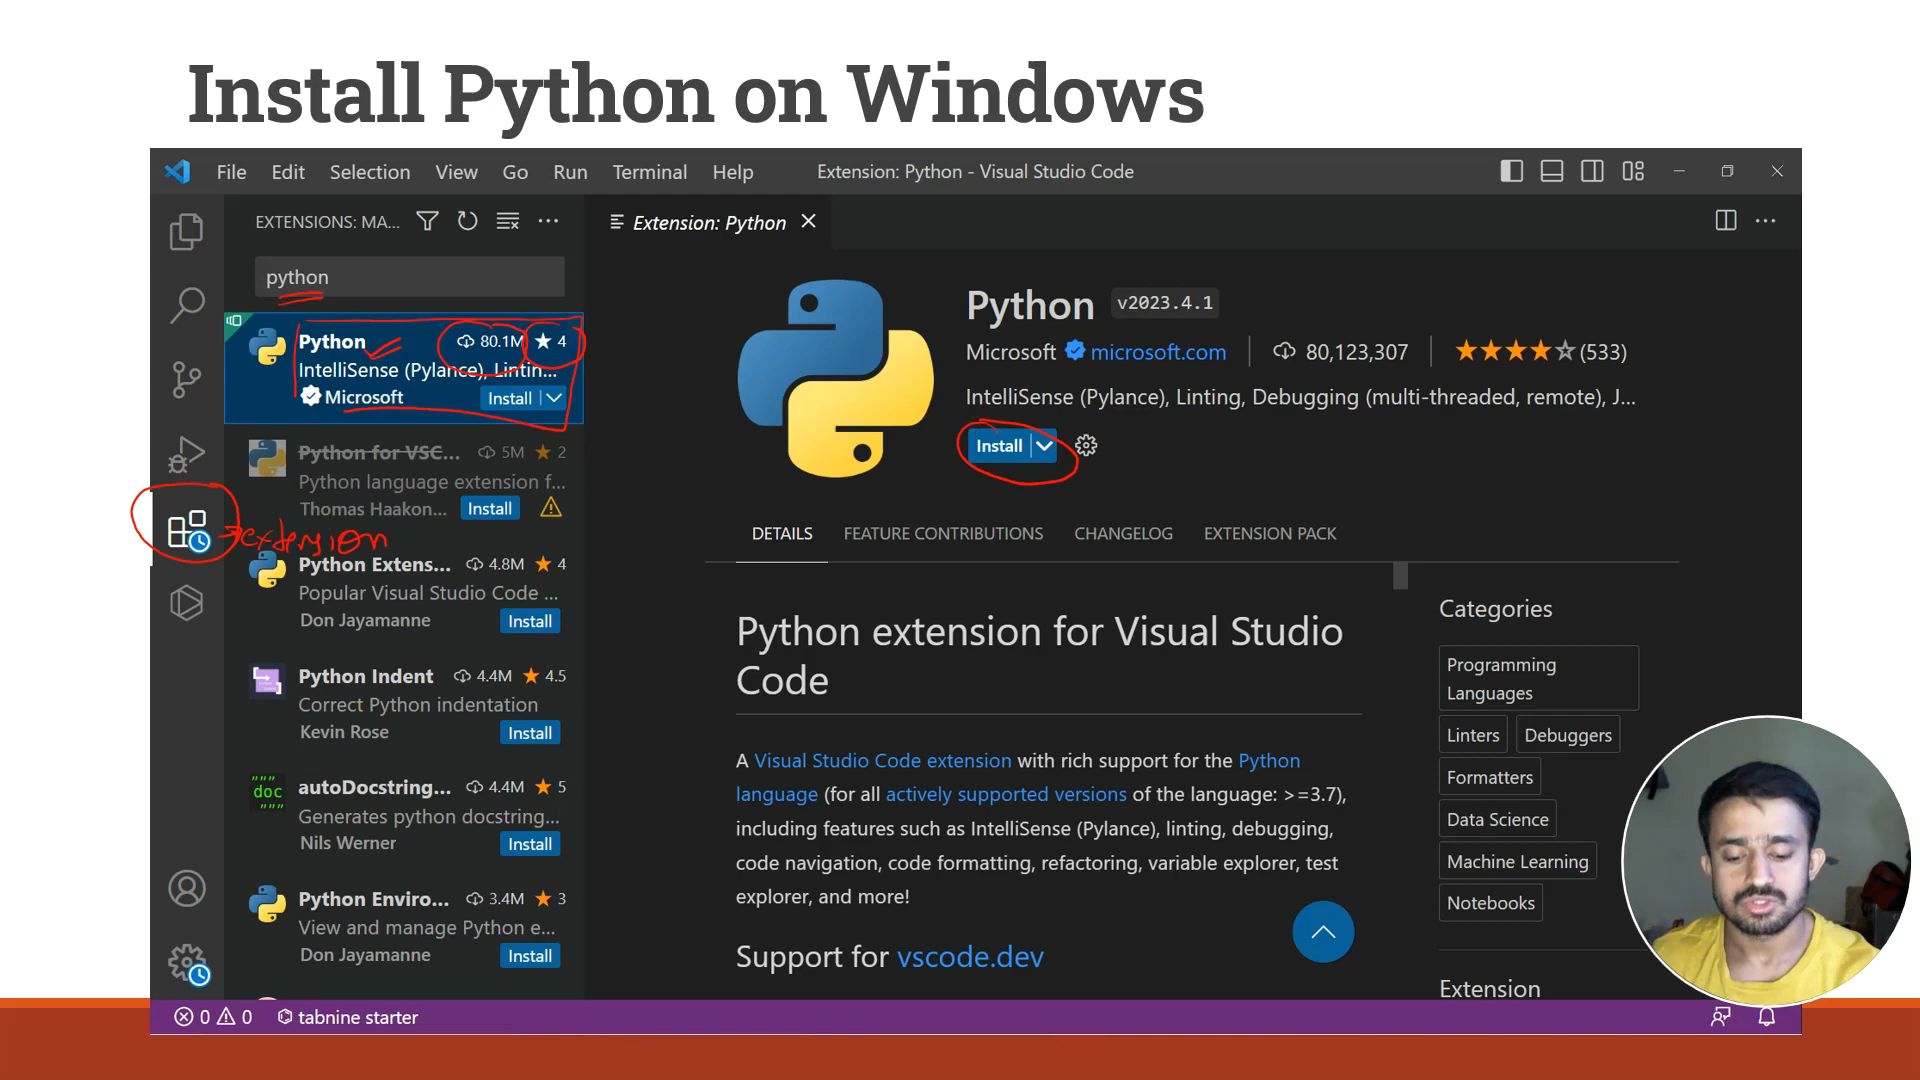 Install Python on Windows
File Edit Selection View Go Run Terminal Help
Extension: Python - Visual Studio Code
EXTENSIONS: MA...
python
Python 80.1M ★ 4
IntelliSense (Pylance), Lintin...
Microsoft Install
Python for VSC... 5M ★ 2
Python language extension f...
Thomas Haakon... Install
extension
Python Extens... 4.8M ★ 4
Popular Visual Studio Code ...
Don Jayamanne Install
Python Indent 4.4M ★ 4.5
Correct Python indentation
Kevin Rose Install
""" doc """
autoDocstring... 4.4M ★ 5
Generates python docstring...
Nils Werner Install
Python Enviro... 3.4M ★ 3
View and manage Python e...
Don Jayamanne Install
Extension: Python
Python v2023.4.1
Microsoft microsoft.com 80,123,307 ★★★★☆(533)
IntelliSense (Pylance), Linting, Debugging (multi-threaded, remote), J...
Install
DETAILS FEATURE CONTRIBUTIONS CHANGELOG EXTENSION PACK
Python extension for Visual Studio
Code
A Visual Studio Code extension with rich support for the Python
language (for all actively supported versions of the language: >=3.7),
including features such as IntelliSense (Pylance), linting, debugging,
code navigation, code formatting, refactoring, variable explorer, test
explorer, and more!
Support for vscode.dev
Categories
Programming
Languages
Linters Debuggers
Formatters
Data Science
Machine Learning
Notebooks
Extension
0 0 tabnine starter